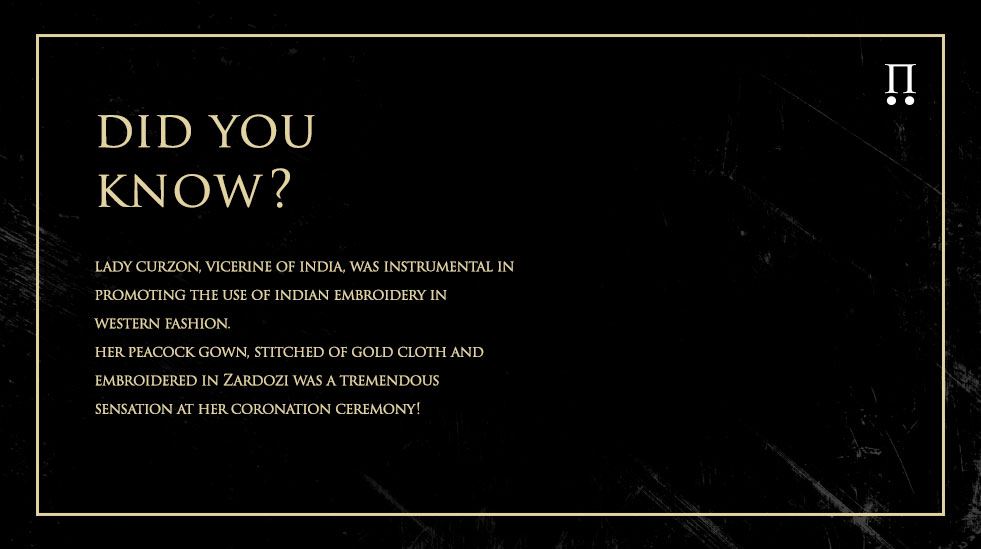 DID YOU
KNOW?
LADY CURZON, VICERINE OF INDIA, WAS INSTRUMENTAL IN
PROMOTING THE USE OF INDIAN EMBROIDERY IN
WESTERN FASHION.
HER PEACOCK GOWN, STITCHED OF GOLD CLOTH AND
EMBROIDERED IN ZARDOZI WAS A TREMENDOUS
SENSATION AT HER CORONATION CEREMONY!